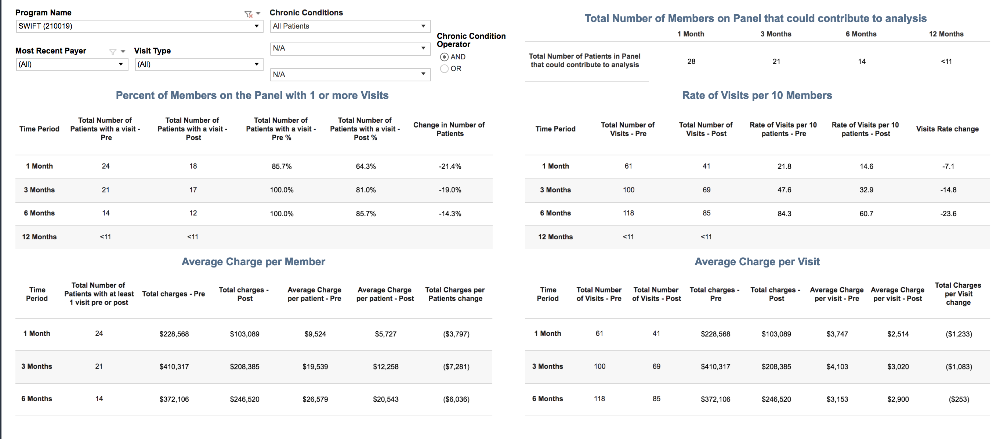 Program Name
SWIFT (210019)
Chronic Conditions
All Patients
N/A
N/A
Chronic Condition
Operator
AND
OR
Most Recent Payer
(All)
Visit Type
(All)
Total Number of Members on Panel that could contribute to analysis
1 Month 3 Months 6 Months 12 Months
Total Number of Patients in Panel
that could contribute to analysis
28 21 14 <11
Percent of Members on the Panel with 1 or more Visits
Time Period
Total Number of
Patients with a visit -
Pre
Total Number of
Patients with a visit -
Post
Total Number of
Patients with a visit -
Pre %
Total Number of
Patients with a visit -
Post %
Change in Number of
Patients
1 Month 24 18 85.7% 64.3% -21.4%
3 Months 21 17 100.0% 81.0% -19.0%
6 Months 14 12 100.0% 85.7% -14.3%
12 Months <11 <11
Rate of Visits per 10 Members
Time Period
Total Number of
Visits - Pre
Total Number of
Visits - Post
Rate of Visits per 10
patients - Pre
Rate of Visits per 10
patients - Post
Visits Rate change
1 Month 61 41 21.8 14.6 -7.1
3 Months 100 69 47.6 32.9 -14.8
6 Months 118 85 84.3 60.7 -23.6
12 Months <11 <11
Average Charge per Member
Time
Period
Total Number of
Patients with at least
1 visit pre or post
Total charges - Pre
Total charges -
Post
Average Charge
per patient - Pre
Average Charge
per patient - Post
Total Charges per
Patients change
1 Month 24 $228,568 $103,089 $9,524 $5,727 ($3,797)
3 Months 21 $410,317 $208,385 $19,539 $12,258 ($7,281)
6 Months 14 $372,106 $246,520 $26,579 $20,543 ($6,036)
Average Charge per Visit
Time
Period
Total Number
of Visits - Pre
Total Number
of Visits - Post
Total charges -
Pre
Total charges -
Post
Average Charge
per visit - Pre
Average Charge
per visit - Post
Total Charges
per Visit
change
1 Month 61 41 $228,568 $103,089 $3,747 $2,514 ($1,233)
3 Months 100 69 $410,317 $208,385 $4,103 $3,020 ($1,083)
6 Months 118 85 $372,106 $246,520 $3,153 $2,900 ($253)